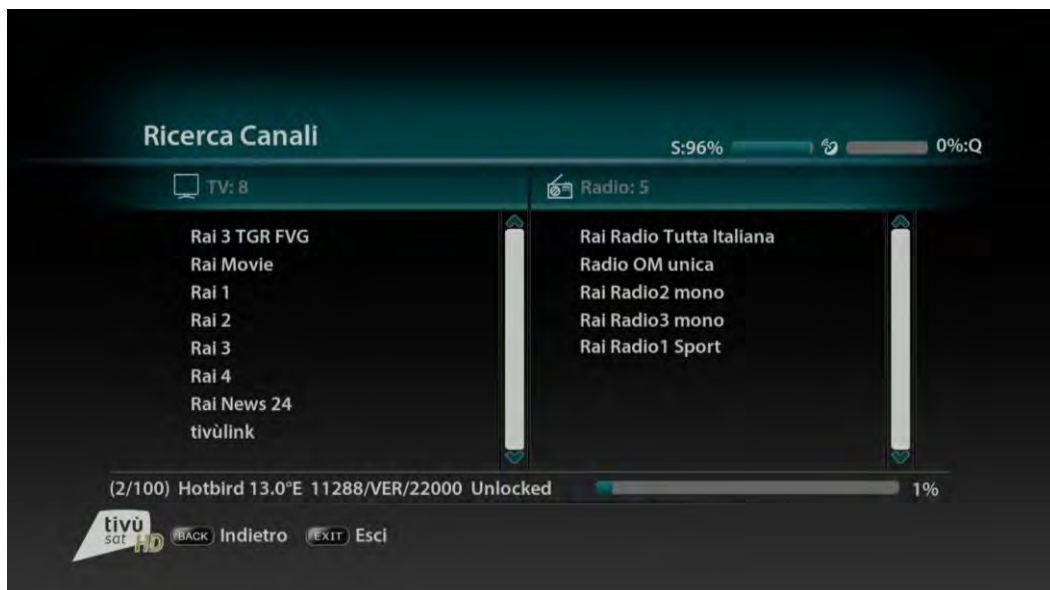 Ricerca Canali
S:96% 0%:Q
TV: 8
Radio: 5
Rai 3 TGR FVG
Rai Movie
Rai 1
Rai 2
Rai 3
Rai 4
Rai News 24
tivùlink
Rai Radio Tutta Italiana
Radio OM unica
Rai Radio2 mono
Rai Radio3 mono
Rai Radio1 Sport
(2/100) Hotbird 13.0°E 11288/VER/22000 Unlocked 1%
tivù
sat HD
BACK Indietro EXIT Esci